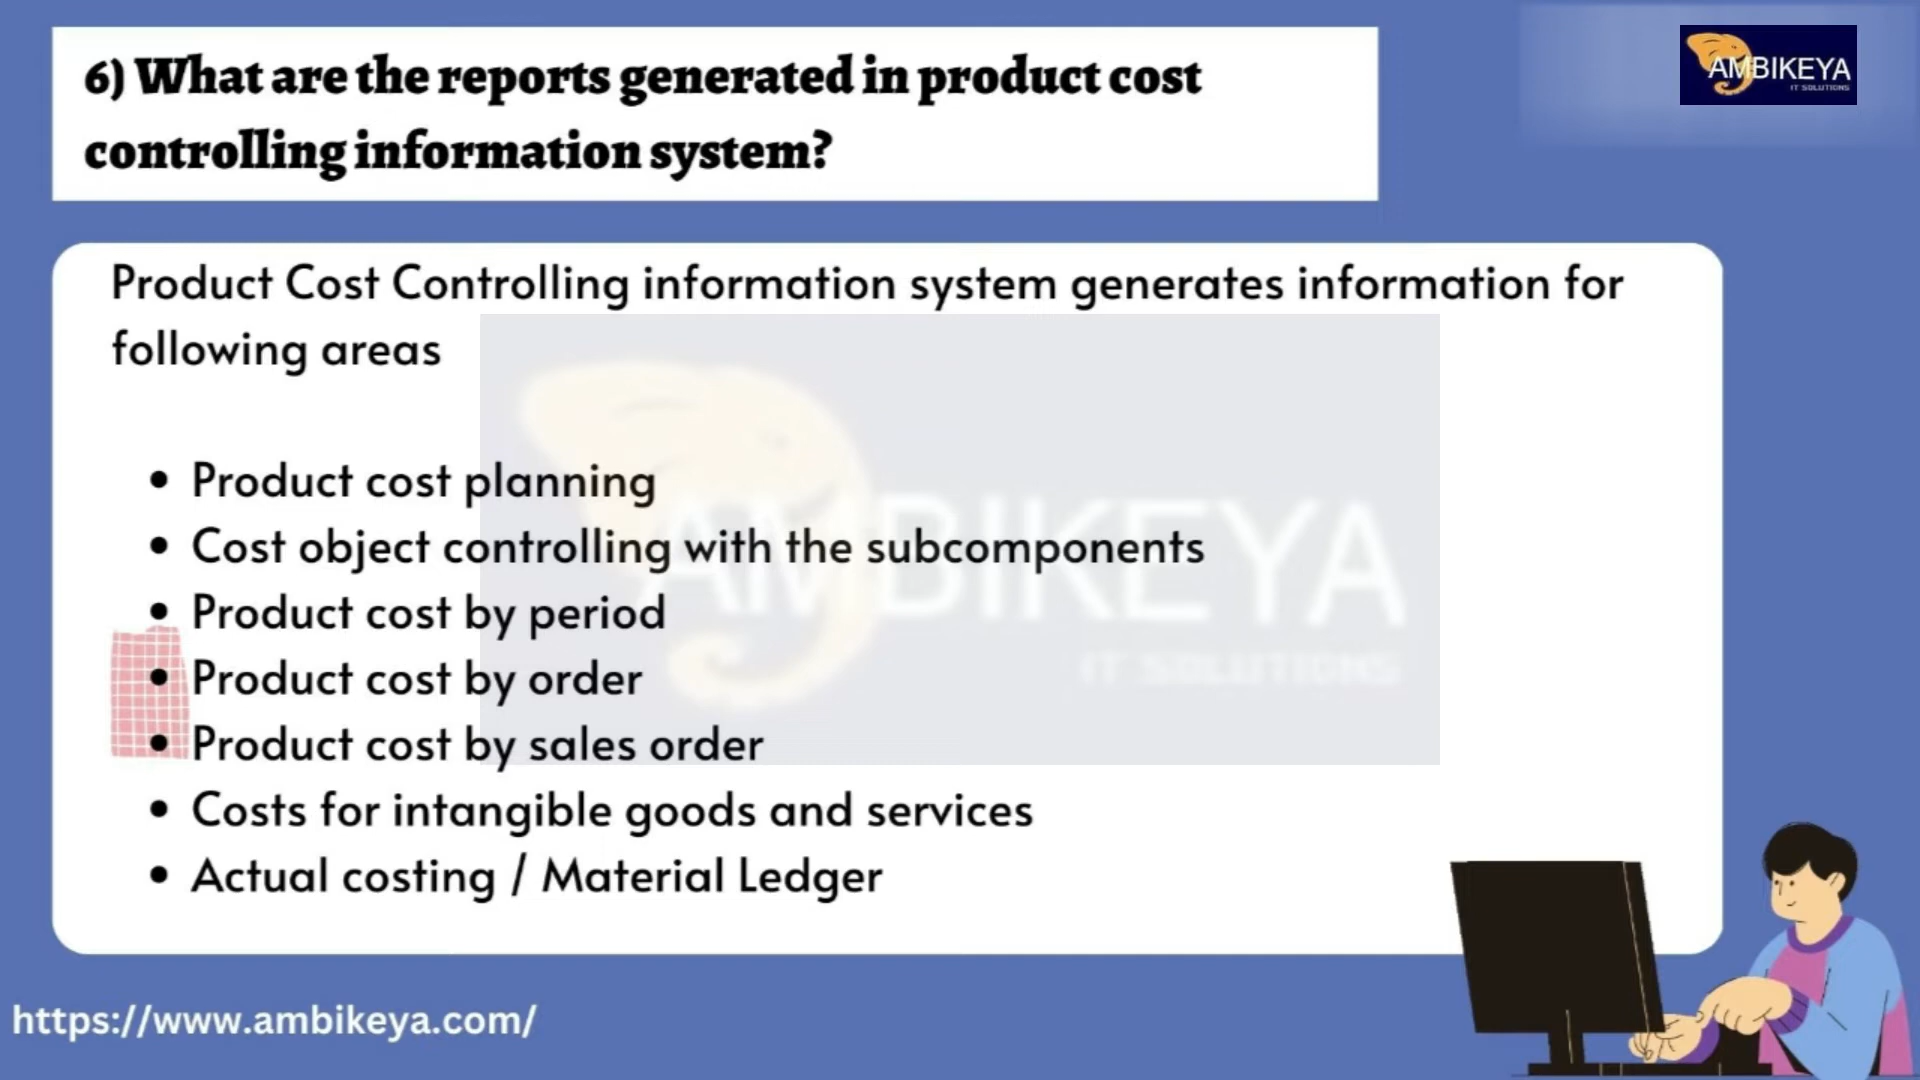 6) What are the reports generated in product cost
controlling information system?
AMBIKEYA
IT SOLUTIONS
Product Cost Controlling information system generates information for
following areas
• Product cost planning
• Cost object controlling with the subcomponents
• Product cost by period
• Product cost by order
• Product cost by sales order
• Costs for intangible goods and services
• Actual costing / Material Ledger
AMBIKEYA
IT SOLUTIONS
https://www.ambikeya.com/